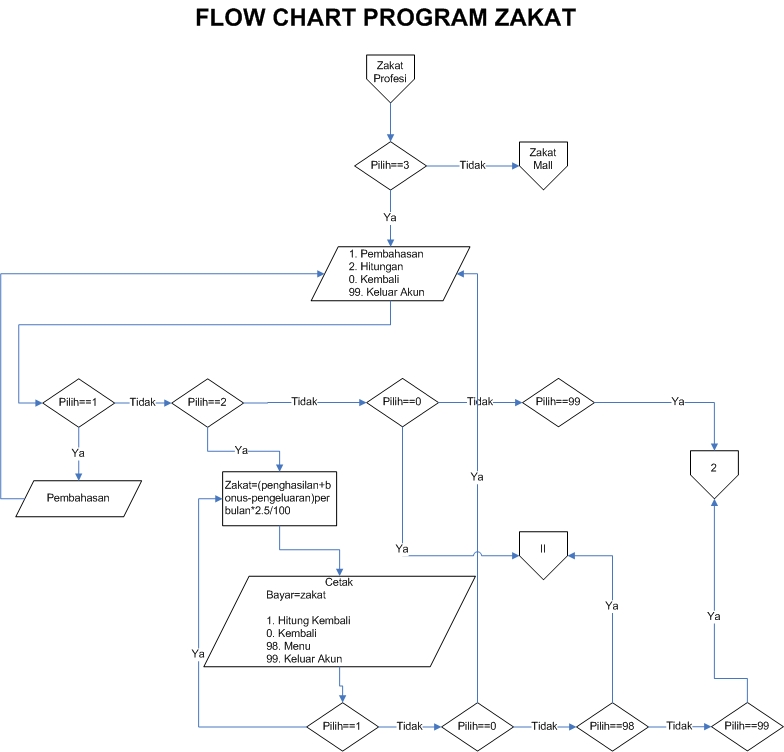 FLOW CHART PROGRAM ZAKAT
Zakat
Profesi
Pilih==3
Tidak
Zakat
Mall
Ya
1. Pembahasan
2. Hitungan
0. Kembali
99. Keluar Akun
Pilih==1
Tidak
Pilih==2
Tidak
Pilih==0
Tidak
Pilih==99
Ya
Ya
Ya
Ya
2
Pembahasan
Zakat=(penghasilan+b
onus-pengeluaran)per
bulan*2.5/100
Ya
II
Cetak
Bayar=zakat
1. Hitung Kembali
0. Kembali
98. Menu
99. Keluar Akun
Ya
Ya
Ya
Pilih==1
Tidak
Pilih==0
Tidak
Pilih==98
Tidak
Pilih==99